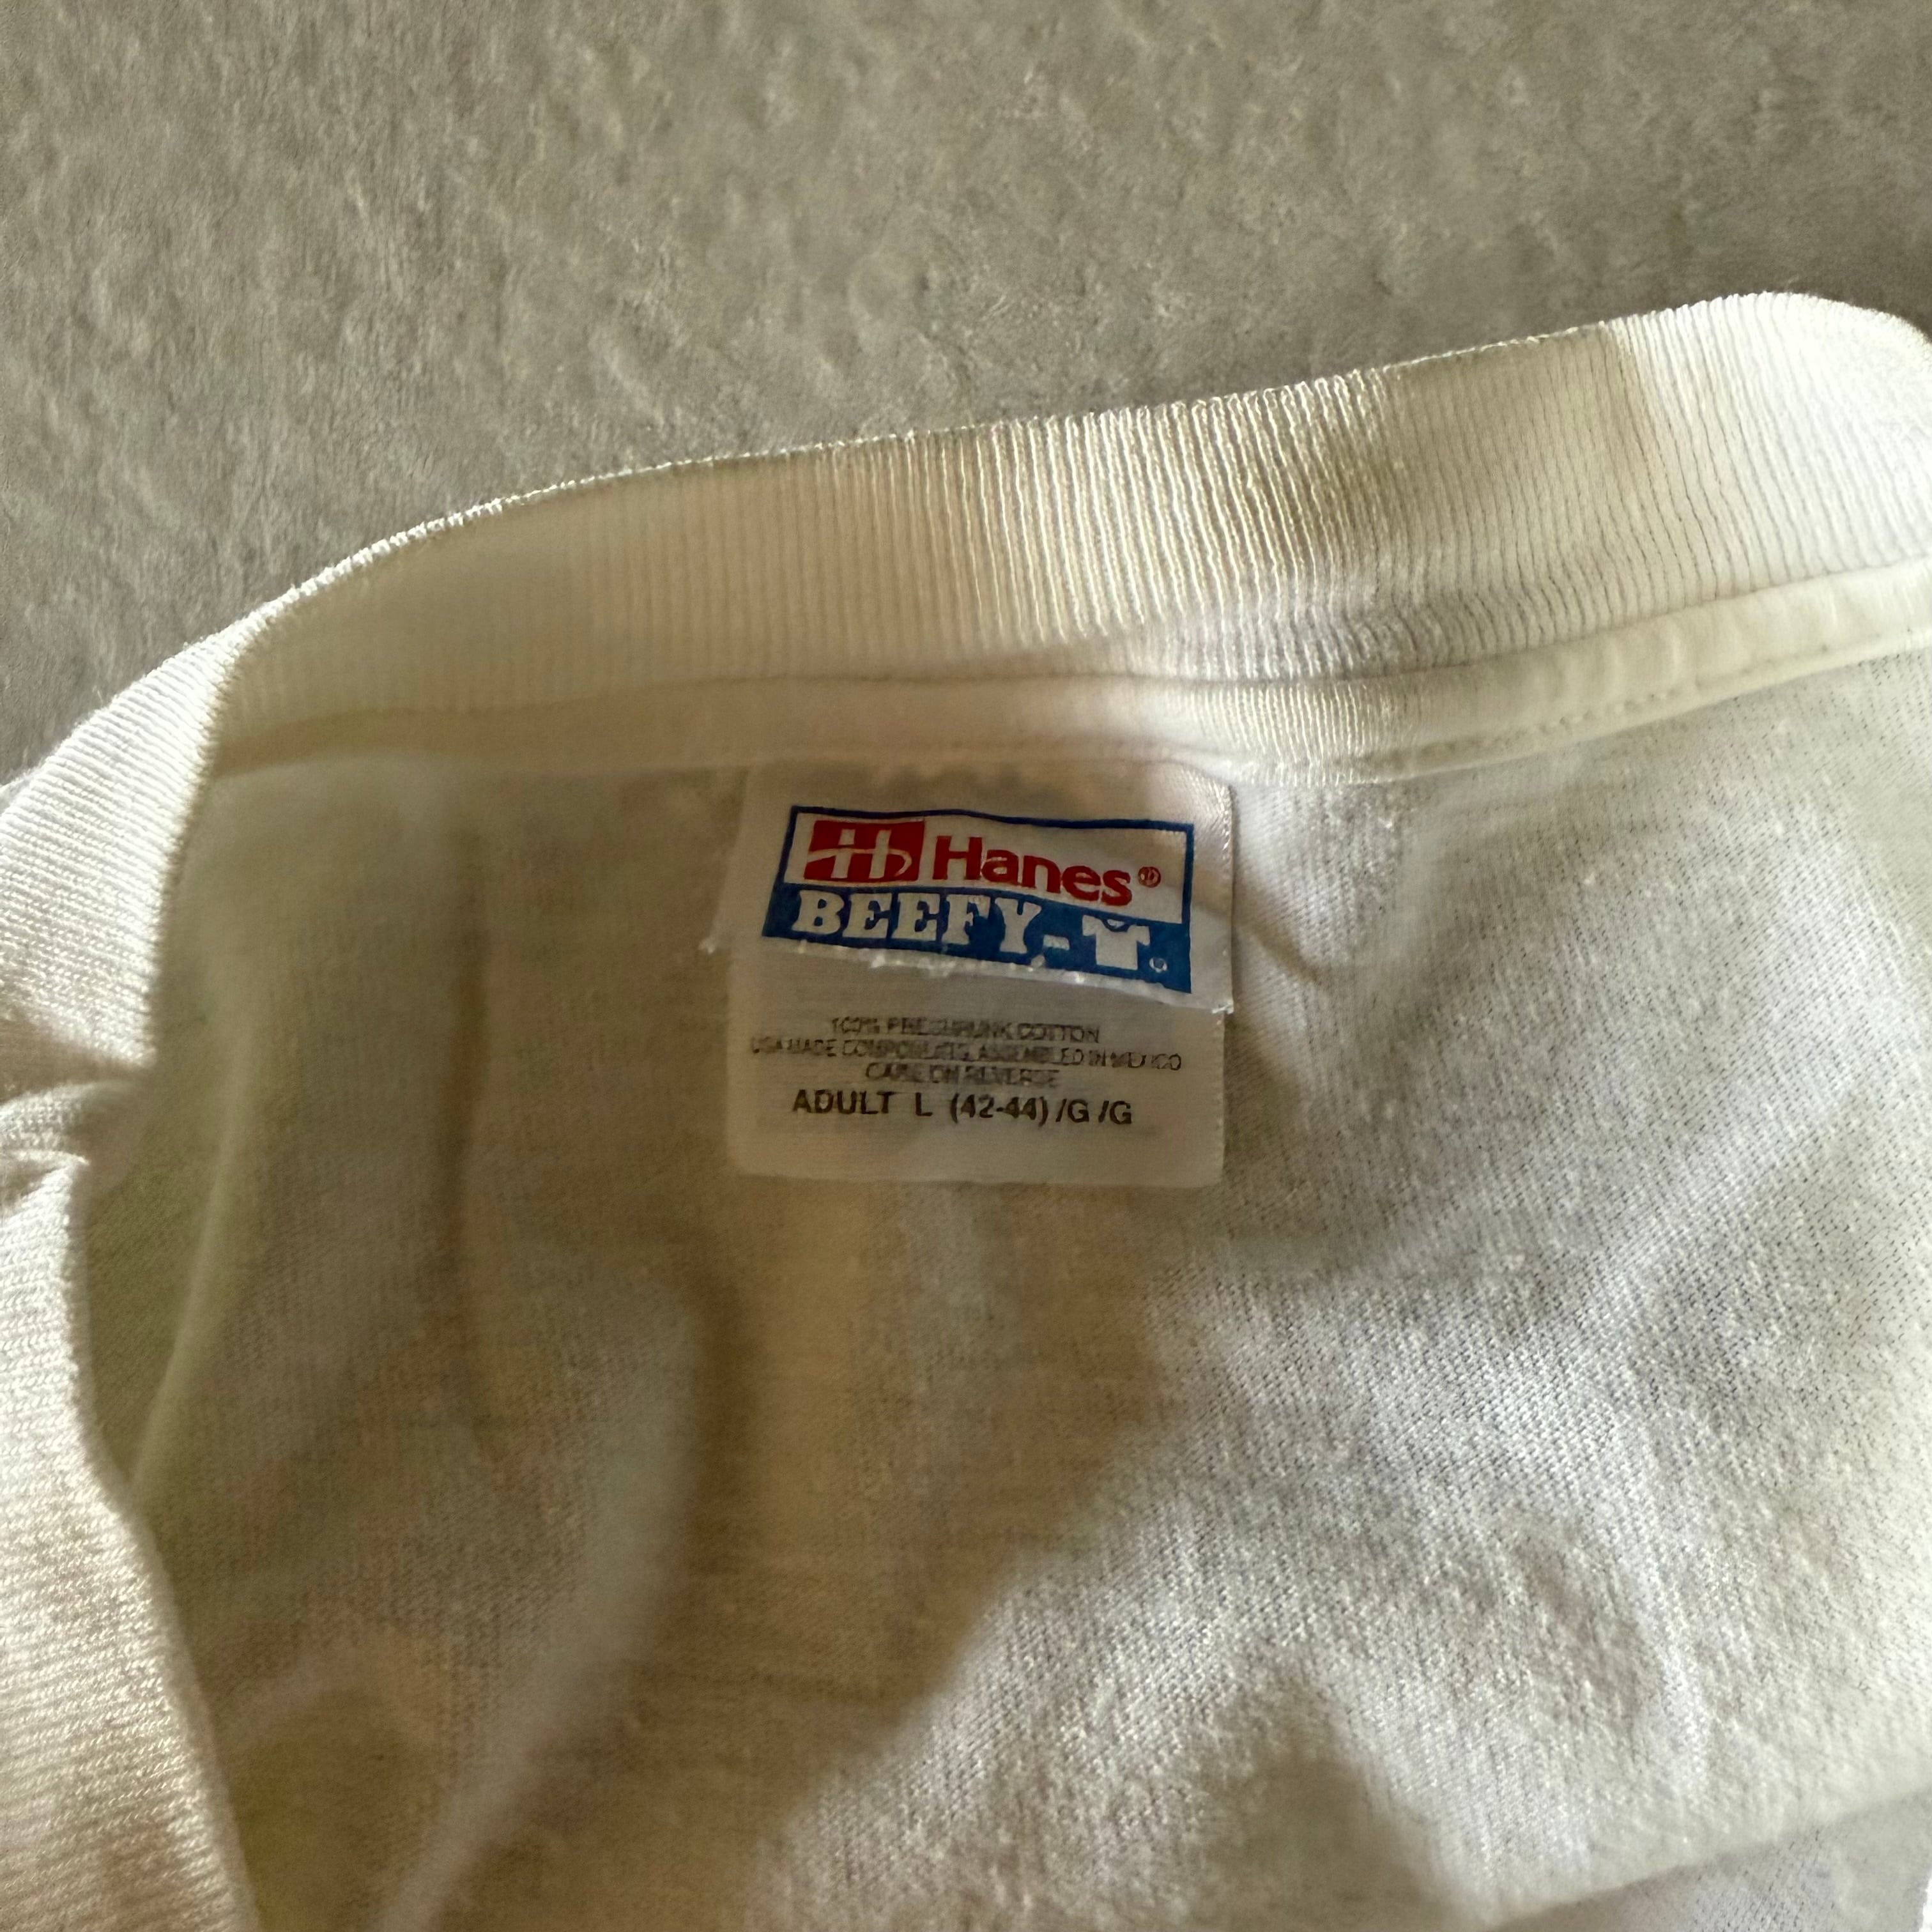 Hanes®
BEEFY-T®
100% PRESHRUNK COTTON
USA MADE COMPONENTS, ASSEMBLED IN MEXICO
CARE ON REVERSE
ADULT L (42-44) /G /G